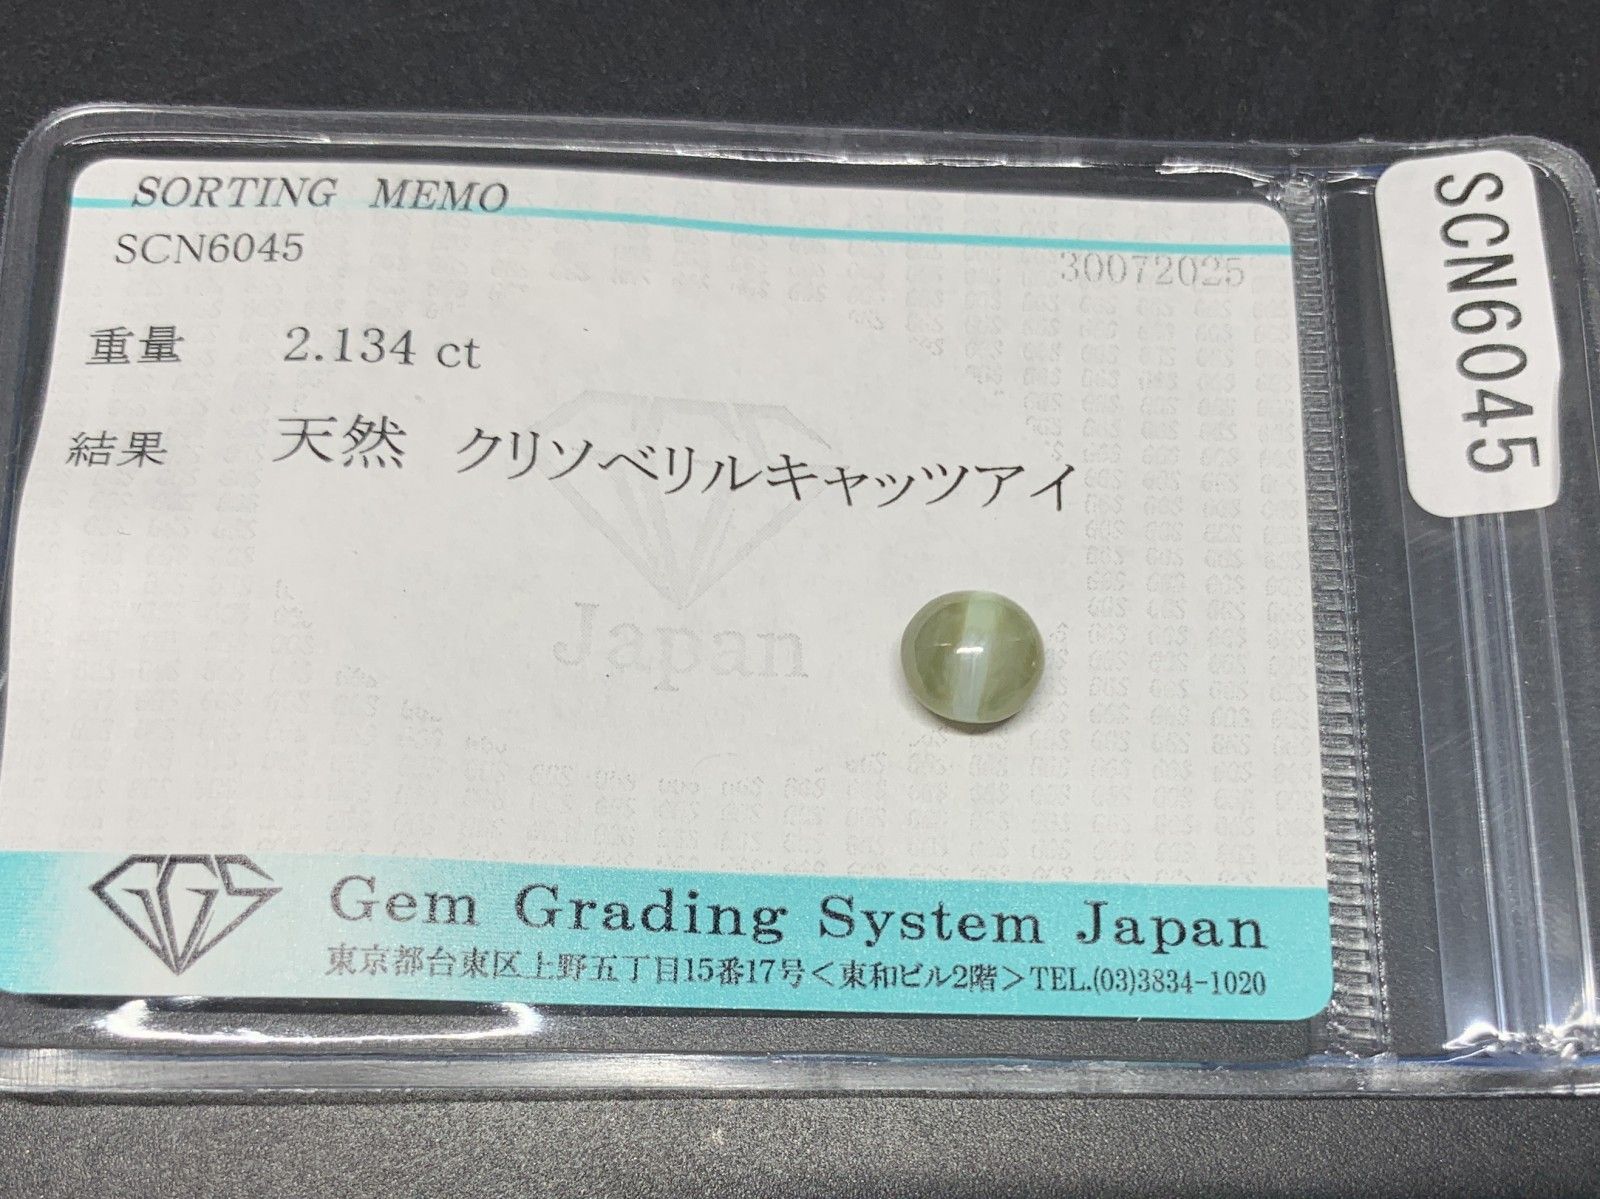 SORTING MEMO
SCN6045
30072025
重量 2.134 ct
結果 天然 クリソベリルキャッツアイ
Japan
GGS
Gem Grading System Japan
東京都台東区上野五丁目15番17号＜東和ビル2階＞TEL.(03)3834-1020
SCN6045